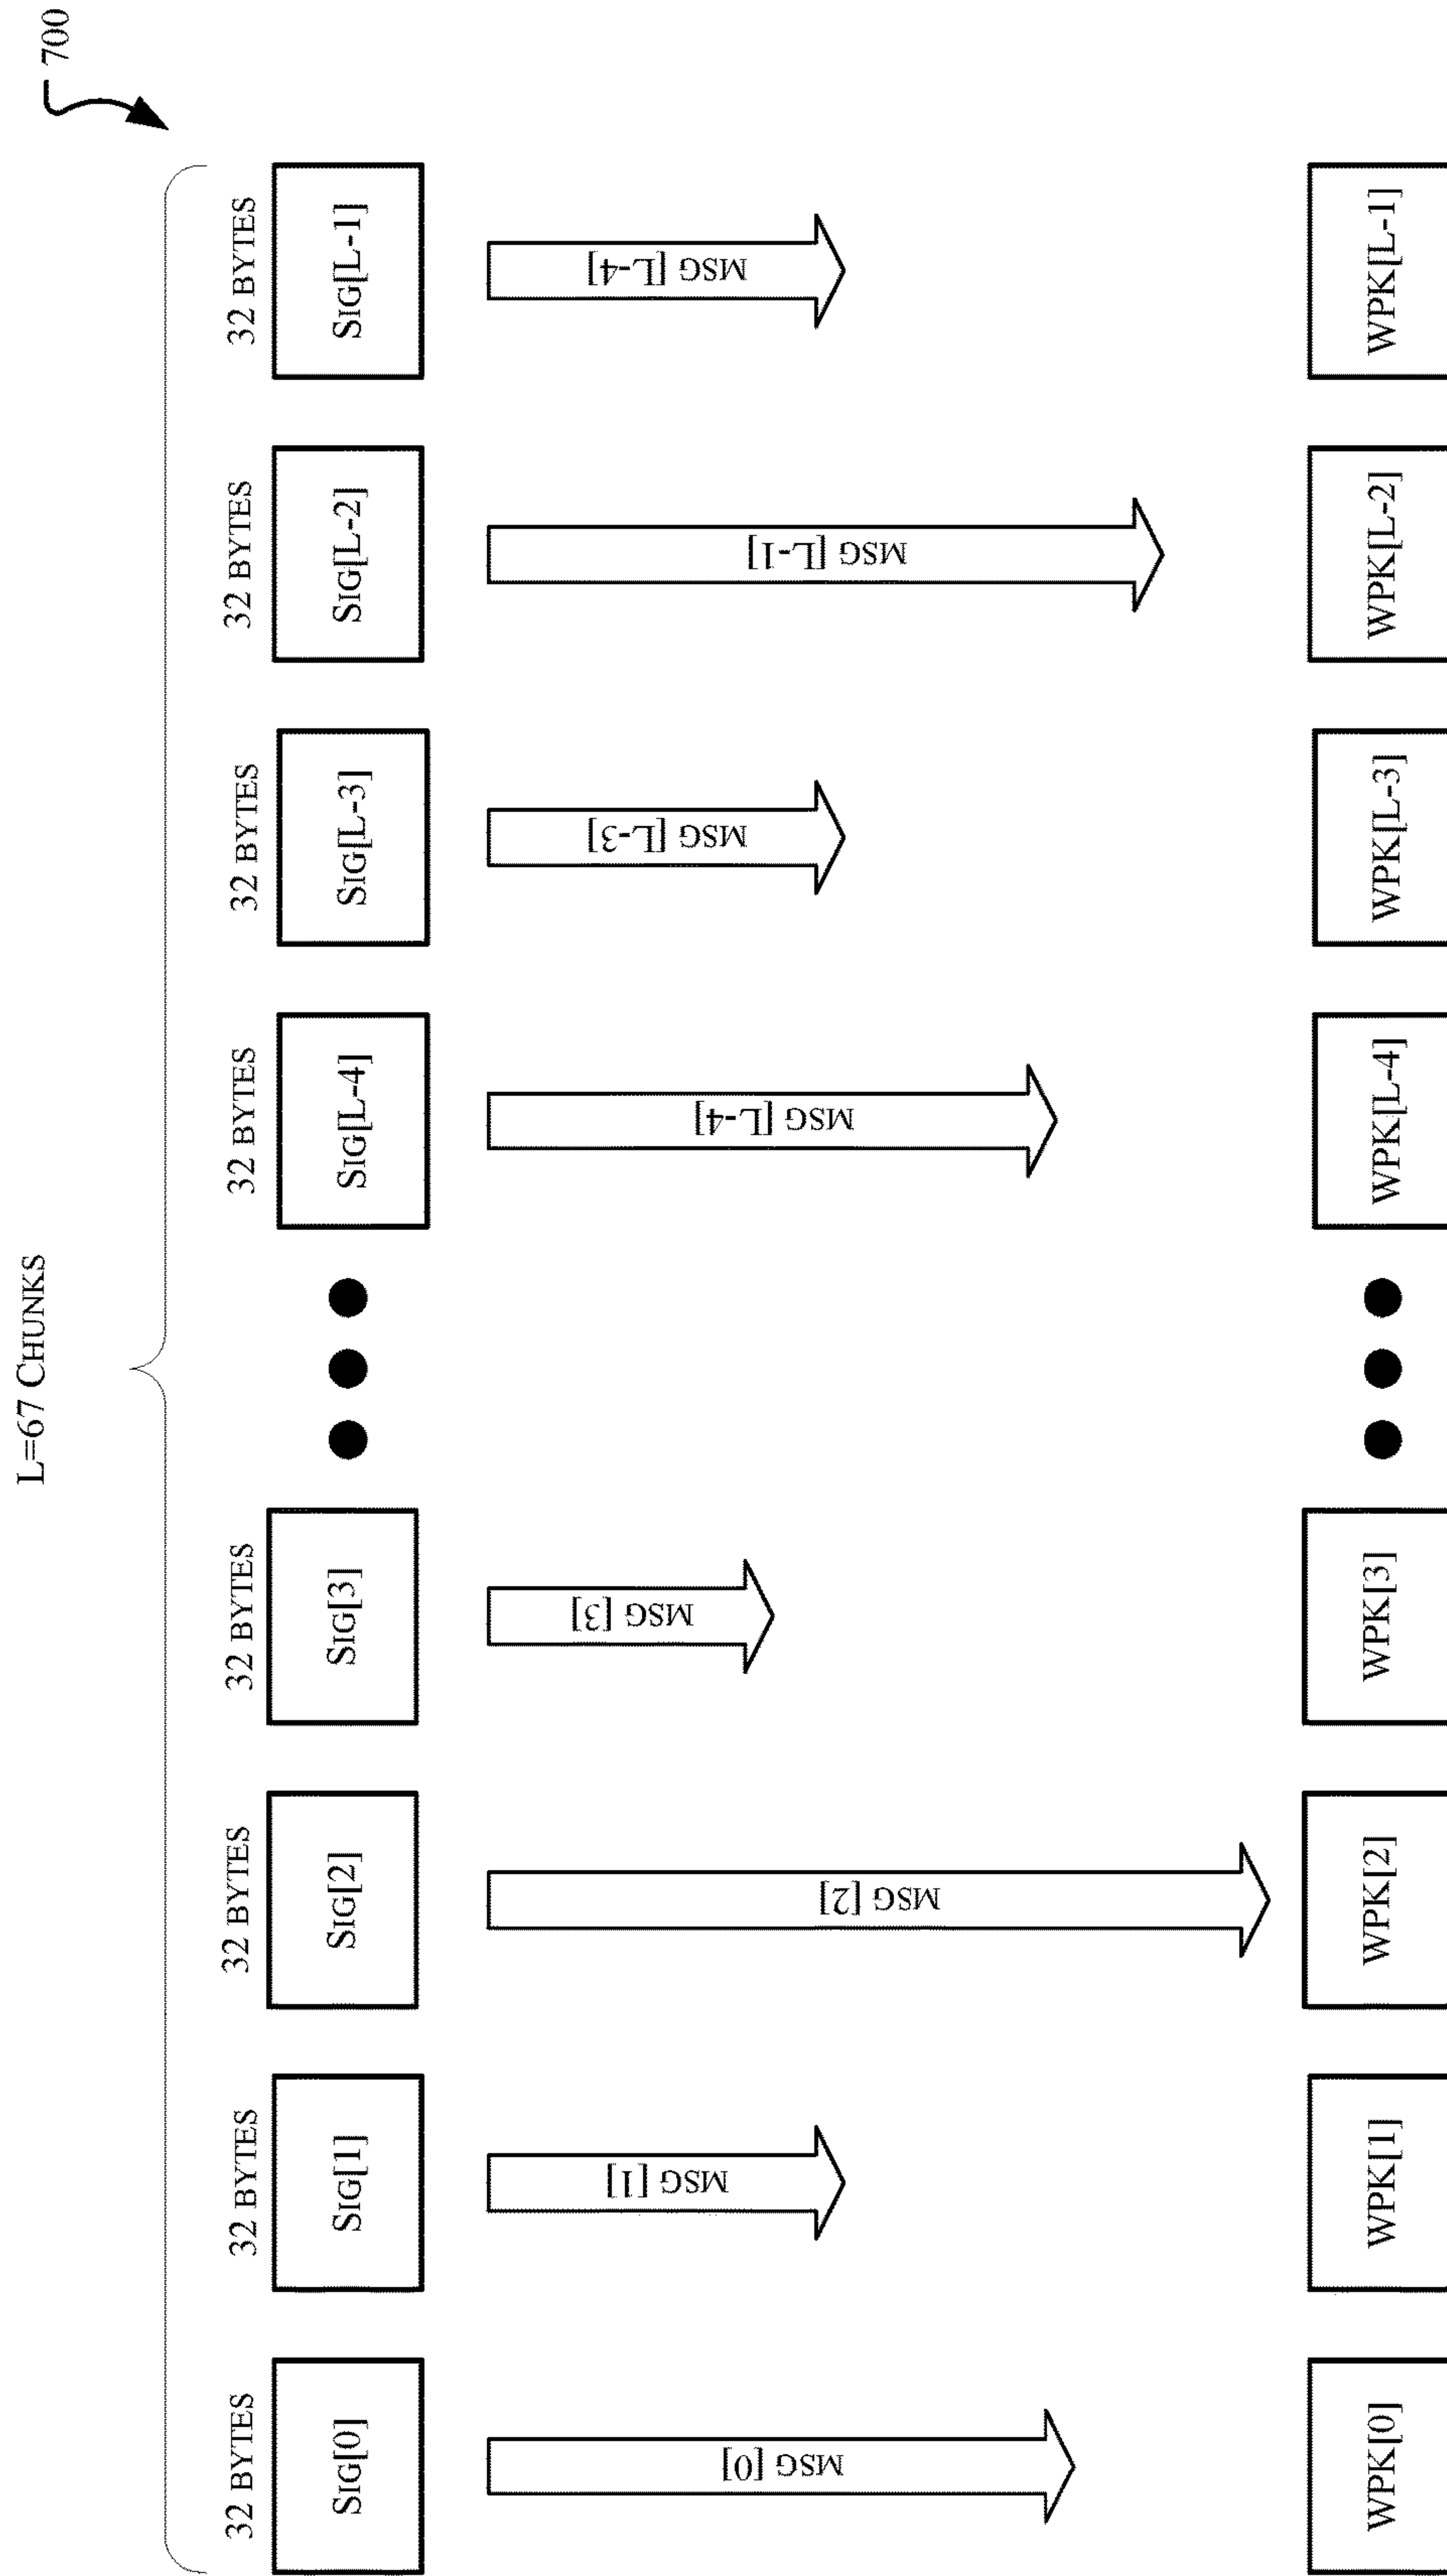 L=67 CHUNKS
700
32 BYTES 32 BYTES 32 BYTES 32 BYTES 32 BYTES 32 BYTES 32 BYTES 32 BYTES
SIG[0] SIG[1] SIG[2] SIG[3] SIG[L-4] SIG[L-3] SIG[L-2] SIG[L-1]
MSG [0] MSG [1] MSG [2] MSG [3] MSG [L-4] MSG [L-3] MSG [L-1] MSG [L-4]
WPK[0] WPK[1] WPK[2] WPK[3] WPK[L-4] WPK[L-3] WPK[L-2] WPK[L-1]